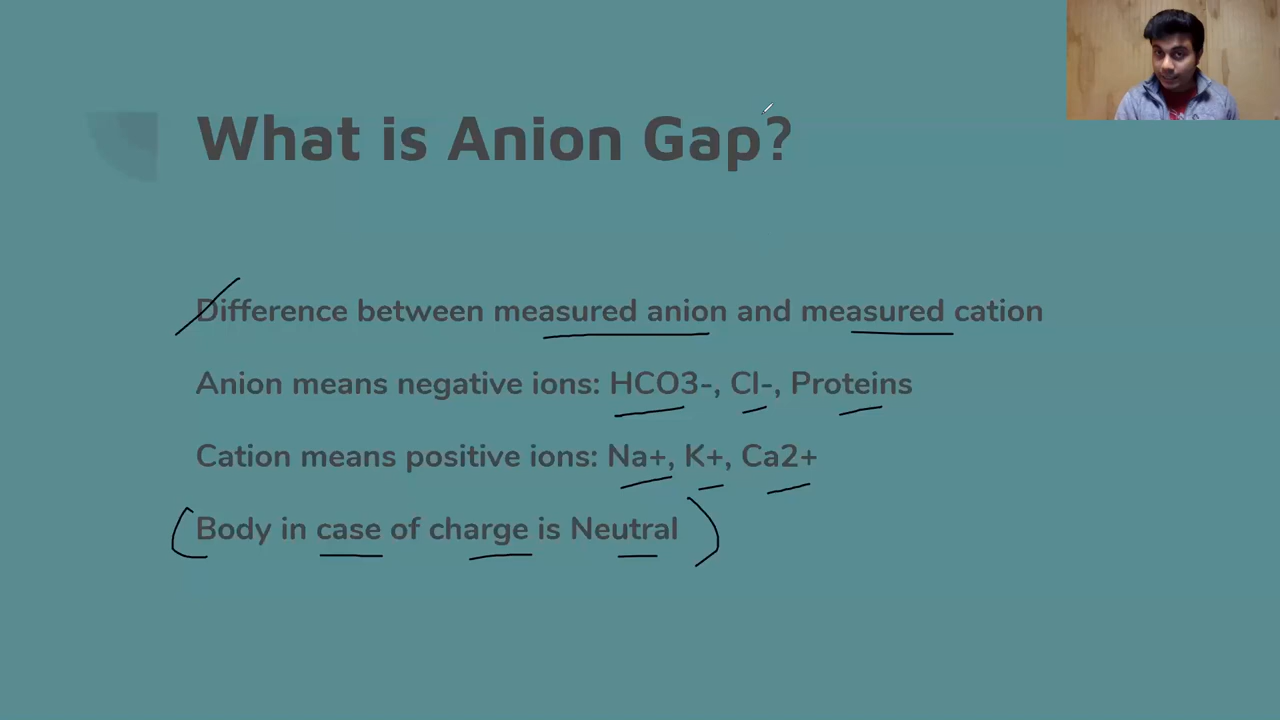 What is Anion Gap?
Difference between measured anion and measured cation
Anion means negative ions: HCO3-, Cl-, Proteins
Cation means positive ions: Na+, K+, Ca2+
Body in case of charge is Neutral